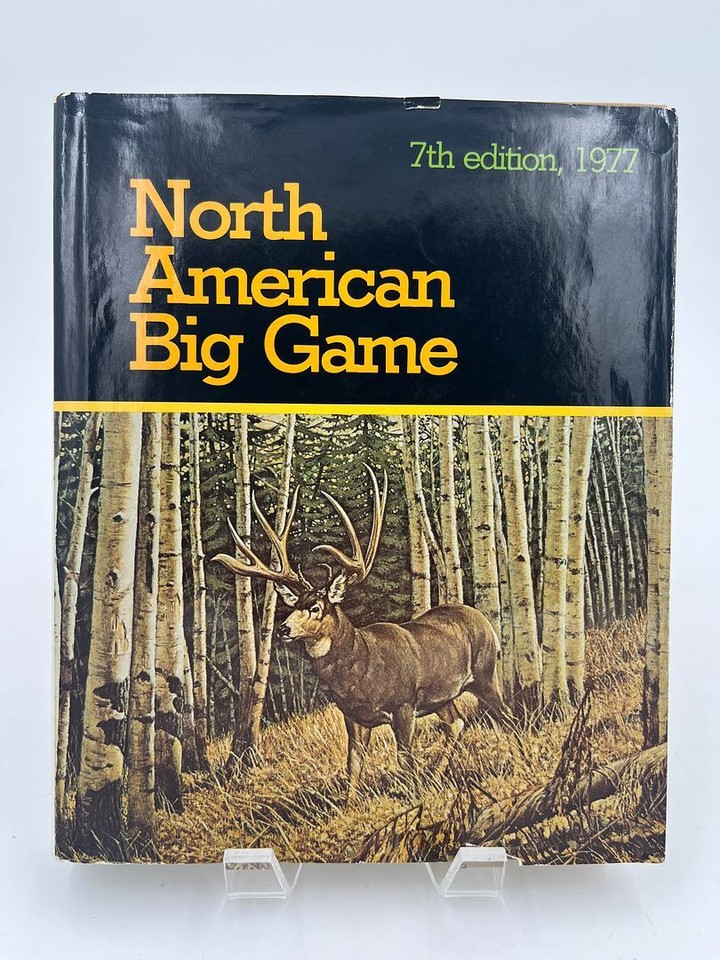 7th edition, 1977
North
American
Big Game